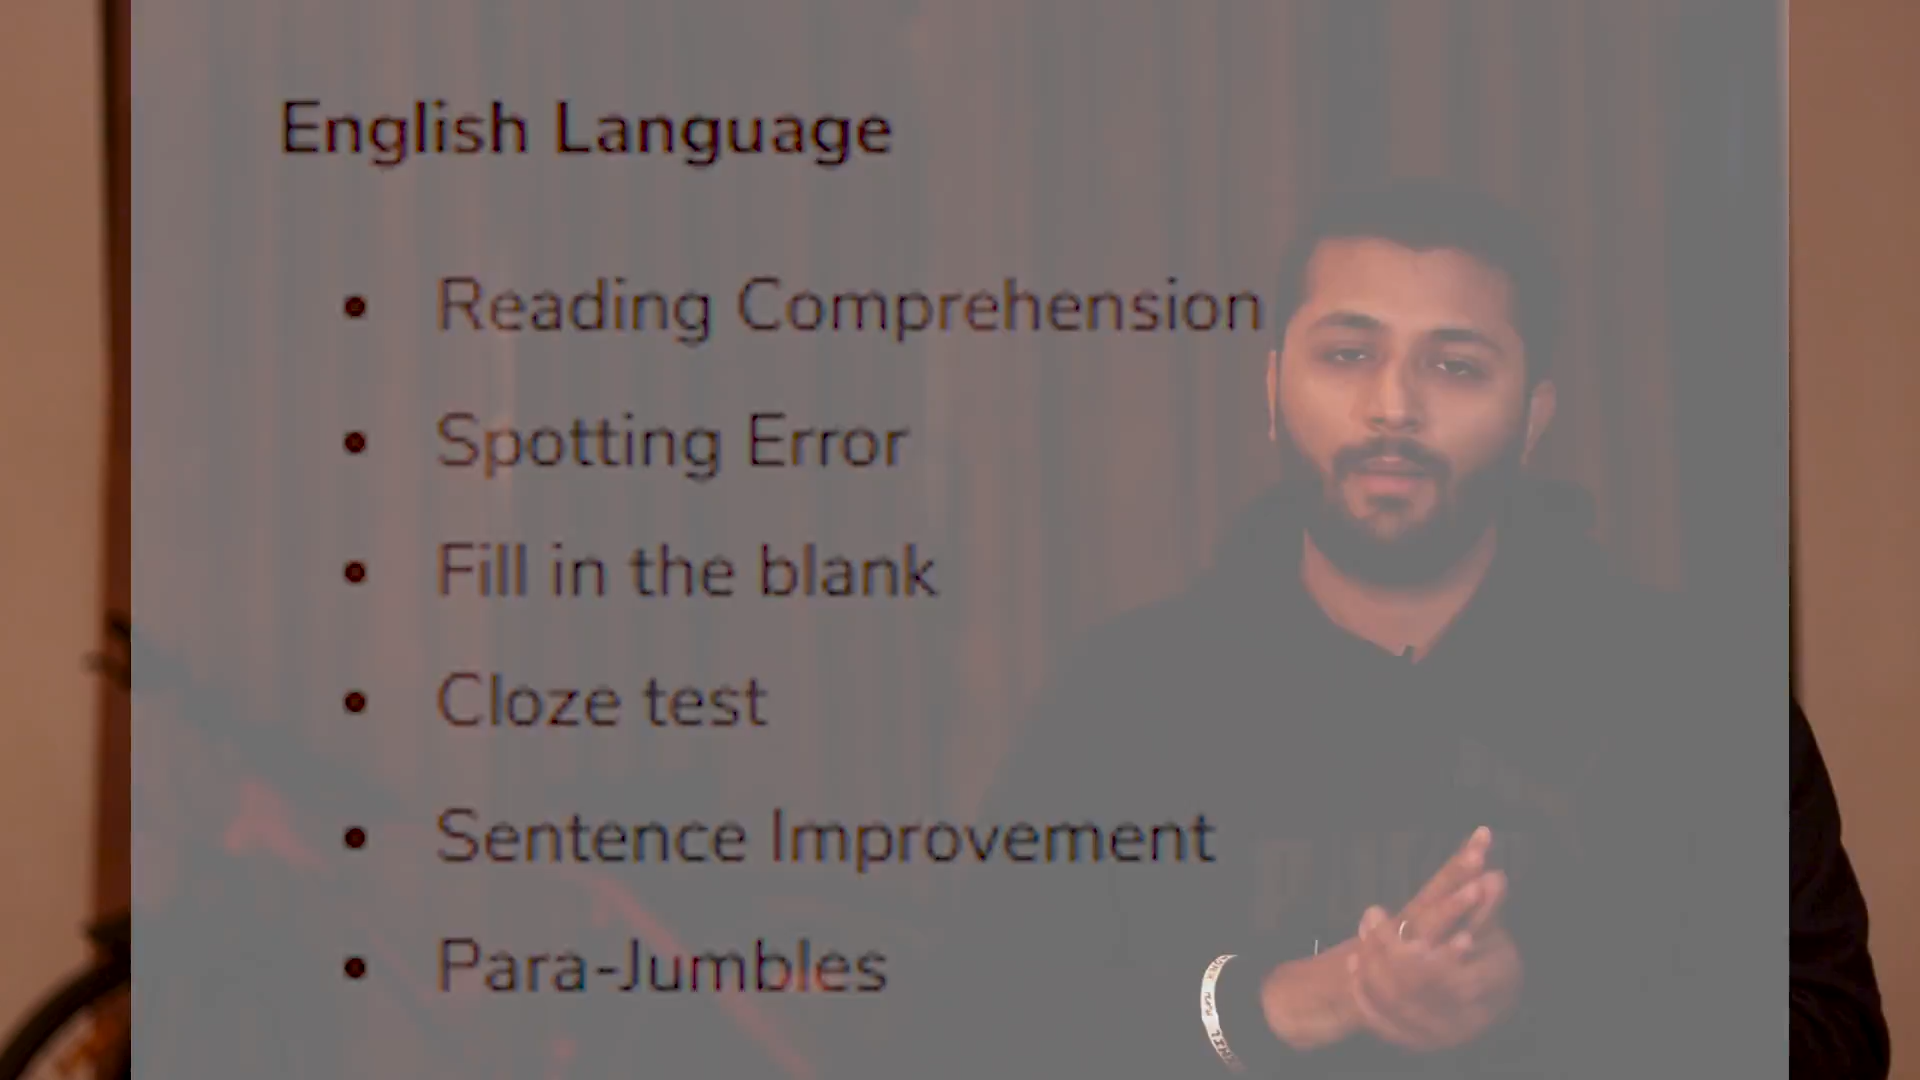 English Language
• Reading Comprehension
• Spotting Error
• Fill in the blank
• Cloze test
• Sentence Improvement
• Para-Jumbles